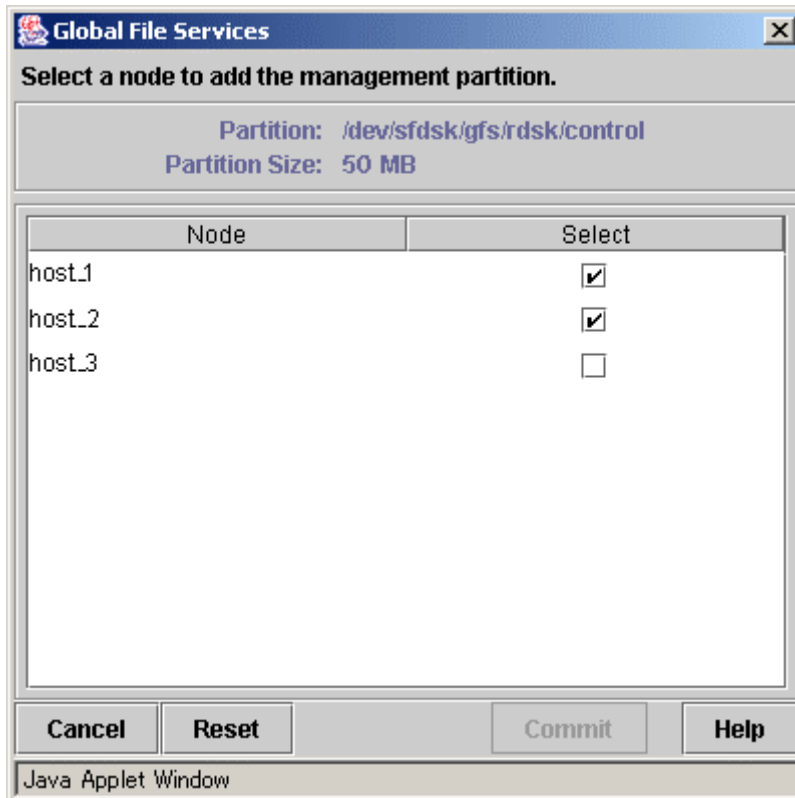 Global File Services
Select a node to add the management partition.
Partition: /dev/sfdsk/gfs/rdsk/control
Partition Size: 50 MB
Node Select
host_1
host_2
host_3
Cancel Reset Commit Help
Java Applet Window